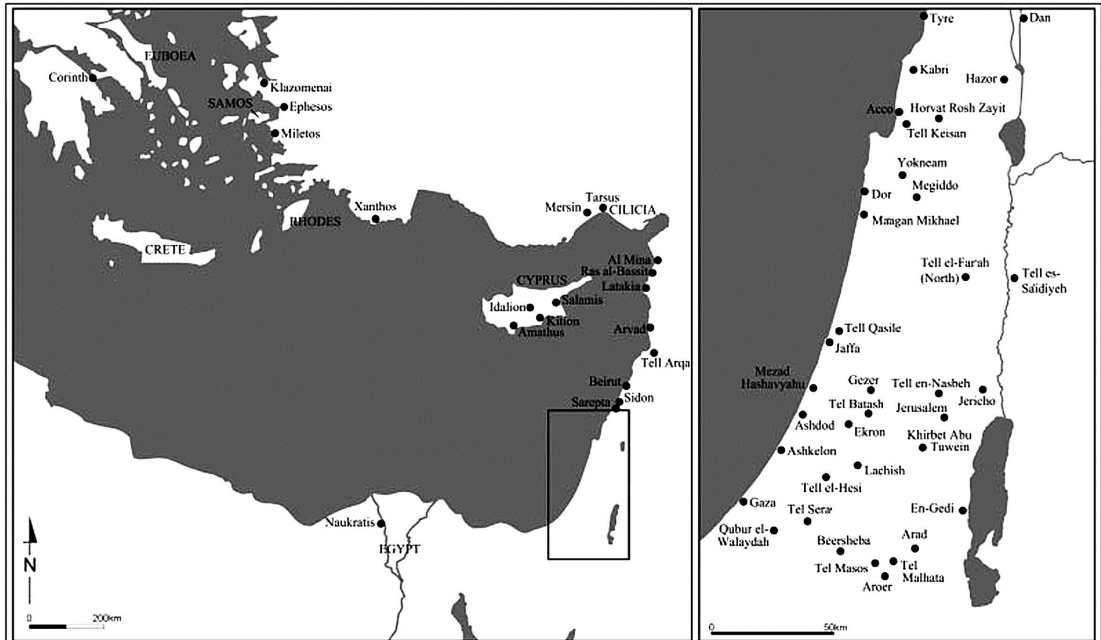 EUBOEA
Corinth
Klazomenai
SAMOS
Ephesos
Miletos
Xanthos
RHODES
CRETE
Tarsus
Mersin
CILICIA
Al Mina
Ras al-Bassit
CYPRUS
Latakia
Salamis
Idalion
Kition
Amathus
Arvad
Tell Arqa
Beirut
Sidon
Sarepta
Naukratis
EGYPT
N
0
200km
Tyre
Dan
Kabri
Hazor
Acco
Horvat Rosh Zayit
Tell Keisan
Yokneam
Megiddo
Dor
Ma'agan Mikhael
Tell el-Far'ah
(North)
Tell es-
Sa'idiyeh
Tell Qasile
Jaffa
Mezad
Hashavyahu
Gezer
Tell en-Nasbeh
Jericho
Tel Batash
Jerusalem
Ashdod
Ekron
Khirbet Abu
Tuwein
Ashkelon
Lachish
Tell el-Hesi
Gaza
En-Gedi
Tel Sera'
Qubur el-
Walaydah
Beersheba
Arad
Tel Masos
Tel
Malhata
Aroer
0
50km